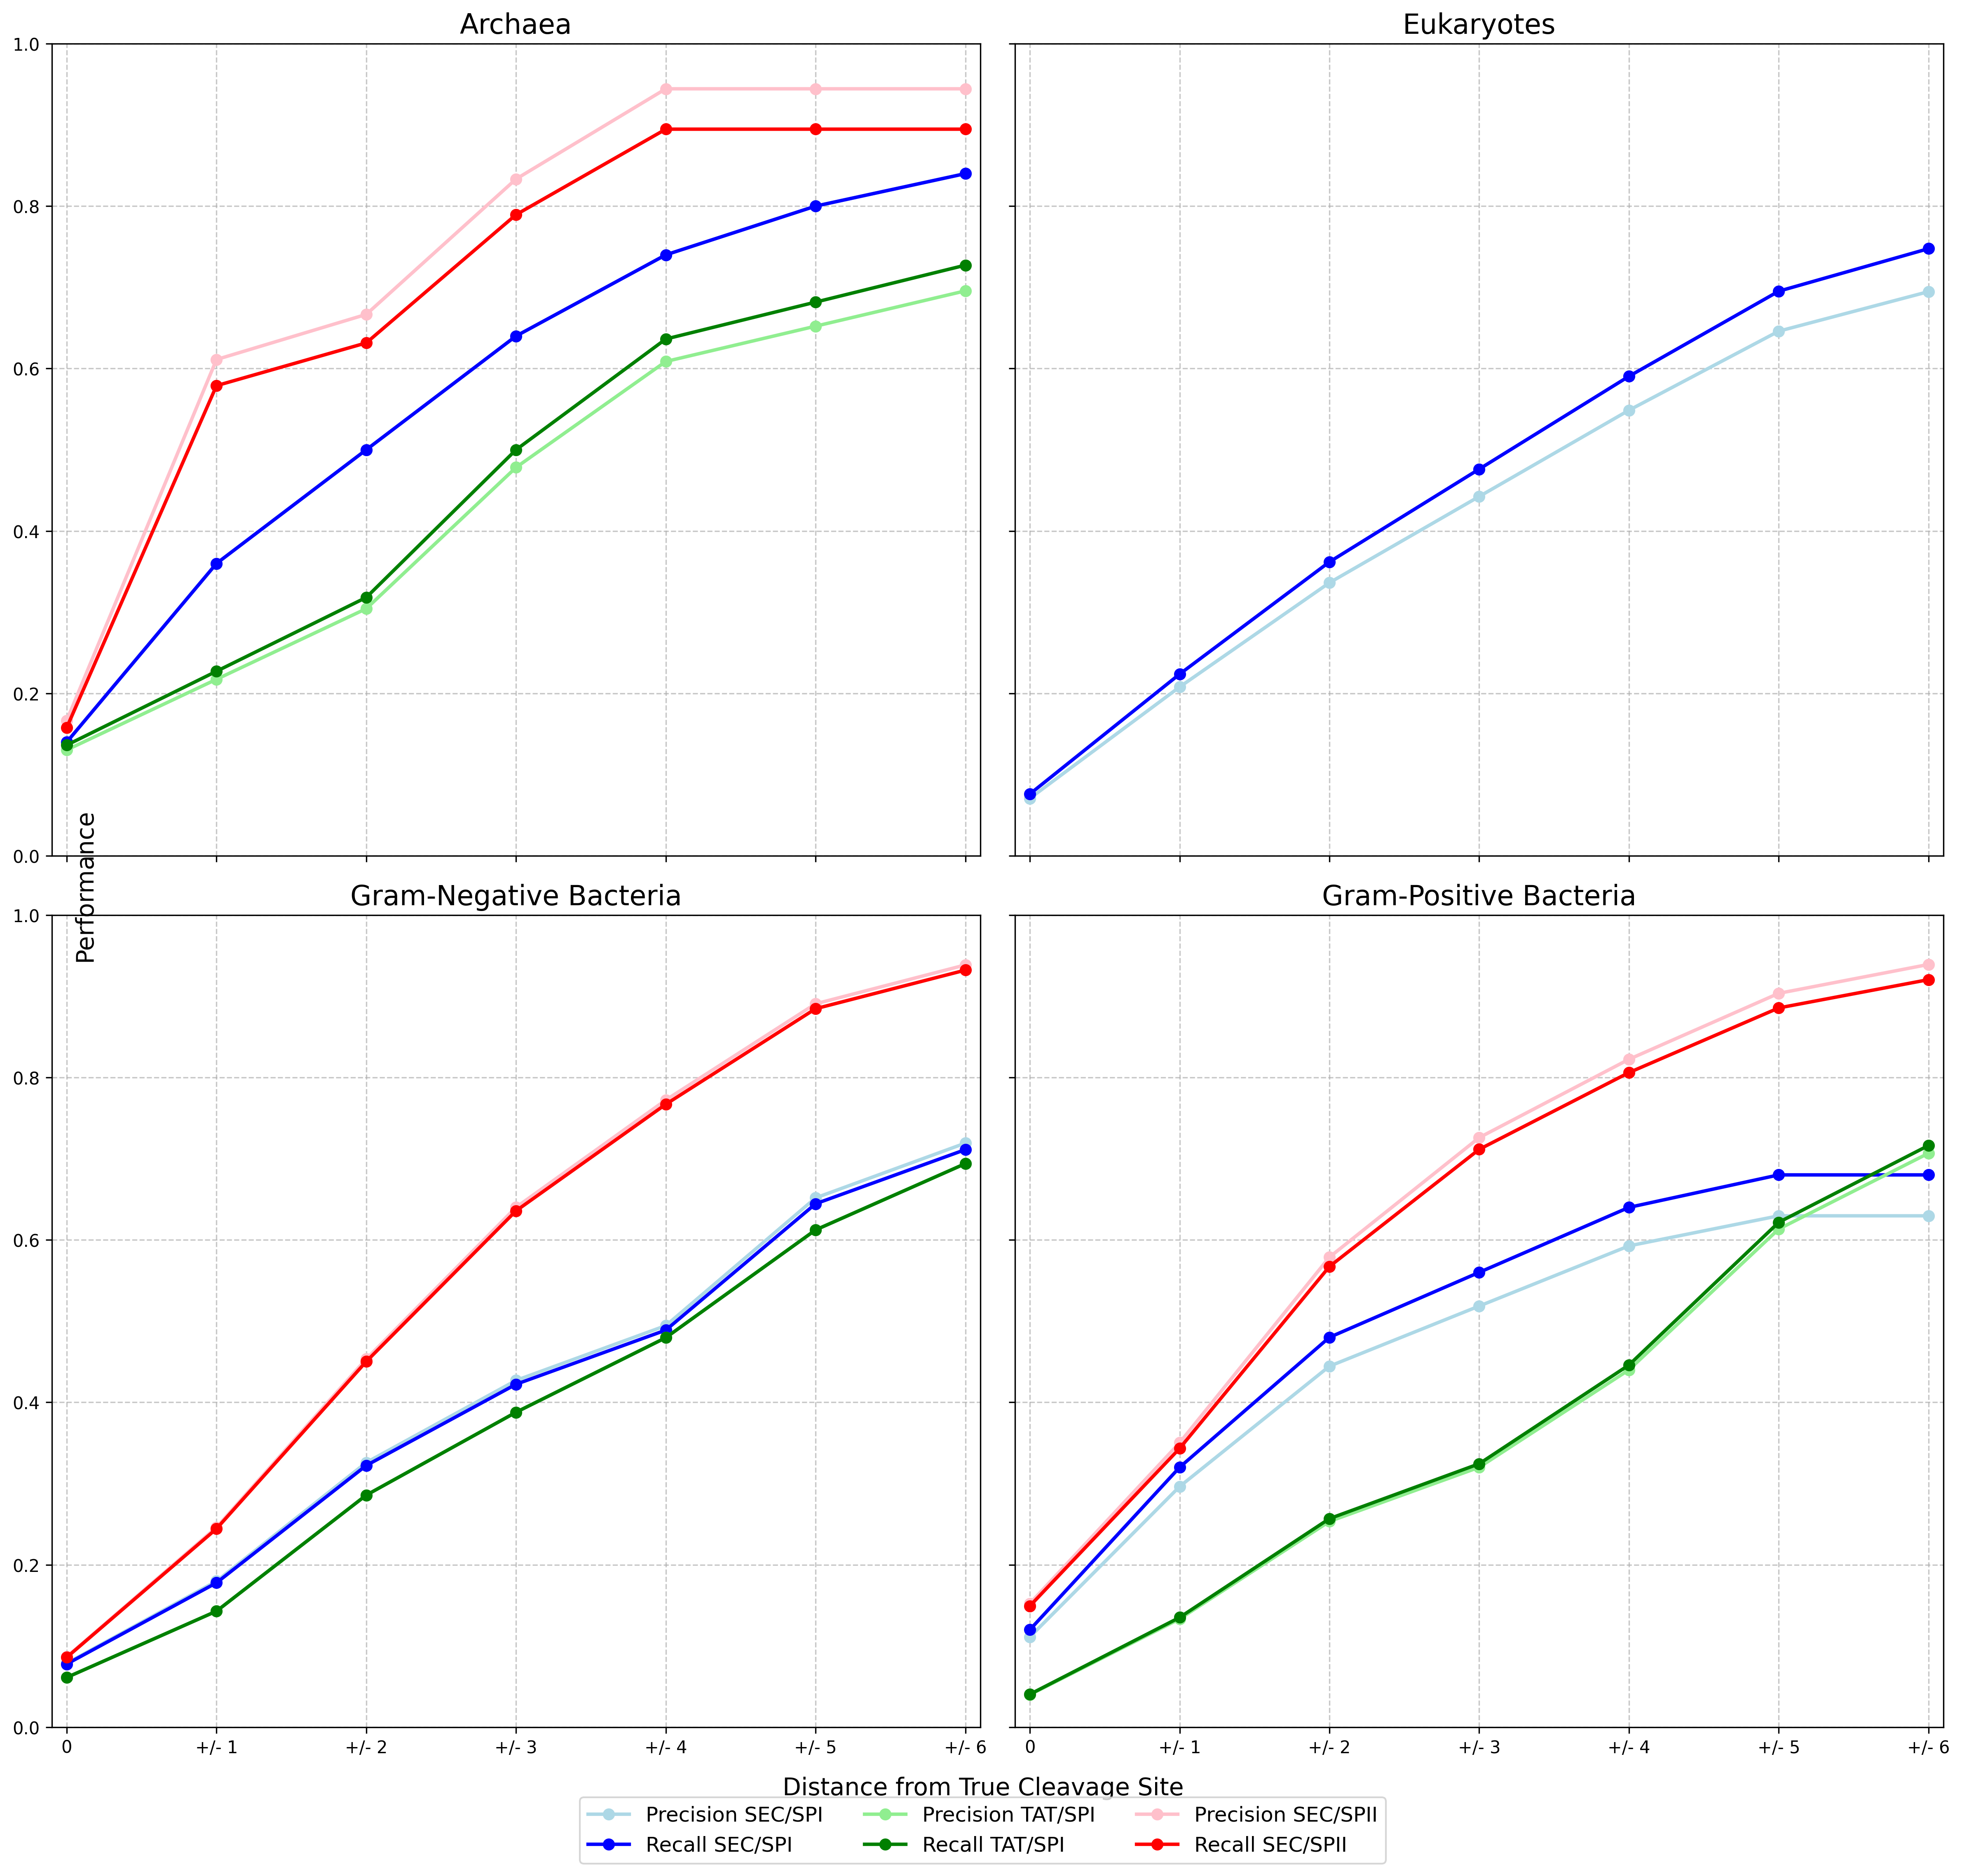 Archaea
Eukaryotes
1.0
0.8
0.6
0.4
0.2
0.0
Performance
Gram-Negative Bacteria
Gram-Positive Bacteria
1.0
0.8
0.6
0.4
0.2
0.0
0 +/- 1 +/- 2 +/- 3 +/- 4 +/- 5 +/- 6
0 +/- 1 +/- 2 +/- 3 +/- 4 +/- 5 +/- 6
Distance from True Cleavage Site
Precision SEC/SPI Precision TAT/SPI Precision SEC/SPII
Recall SEC/SPI Recall TAT/SPI Recall SEC/SPII